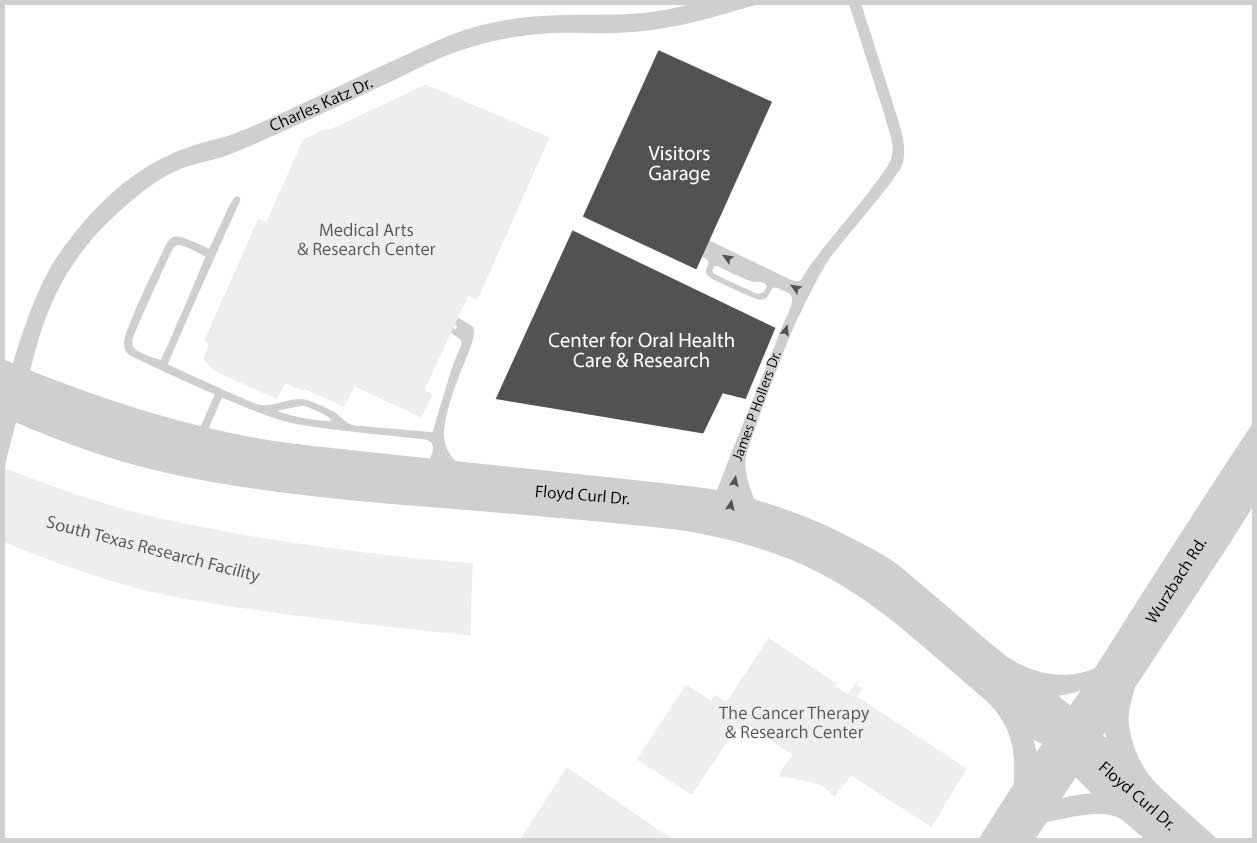 Charles Katz Dr.
Visitors
Garage
Medical Arts
& Research Center
Center for Oral Health
Care & Research
James P Hollers Dr.
Floyd Curl Dr.
South Texas Research Facility
Wurzbach Rd.
The Cancer Therapy
& Research Center
Floyd Curl Dr.